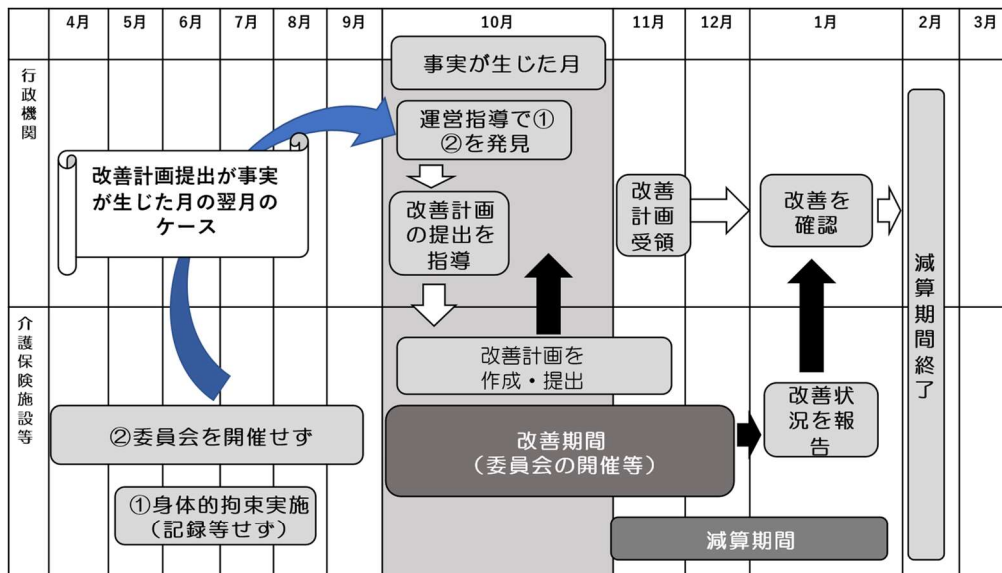 4月 5月 6月 7月 8月 9月 10月 11月 12月 1月 2月 3月
行政機関
事実が生じた月
運営指導で①
②を発見
改善計画提出が事実
が生じた月の翌月の
ケース
改善計画
の提出を
指導
改善
計画
受領
改善を
確認
減算期間終了
介護保険施設等
改善計画を
作成・提出
②委員会を開催せず
改善期間
（委員会の開催等）
改善状
況を報
告
①身体的拘束実施
（記録等せず）
減算期間